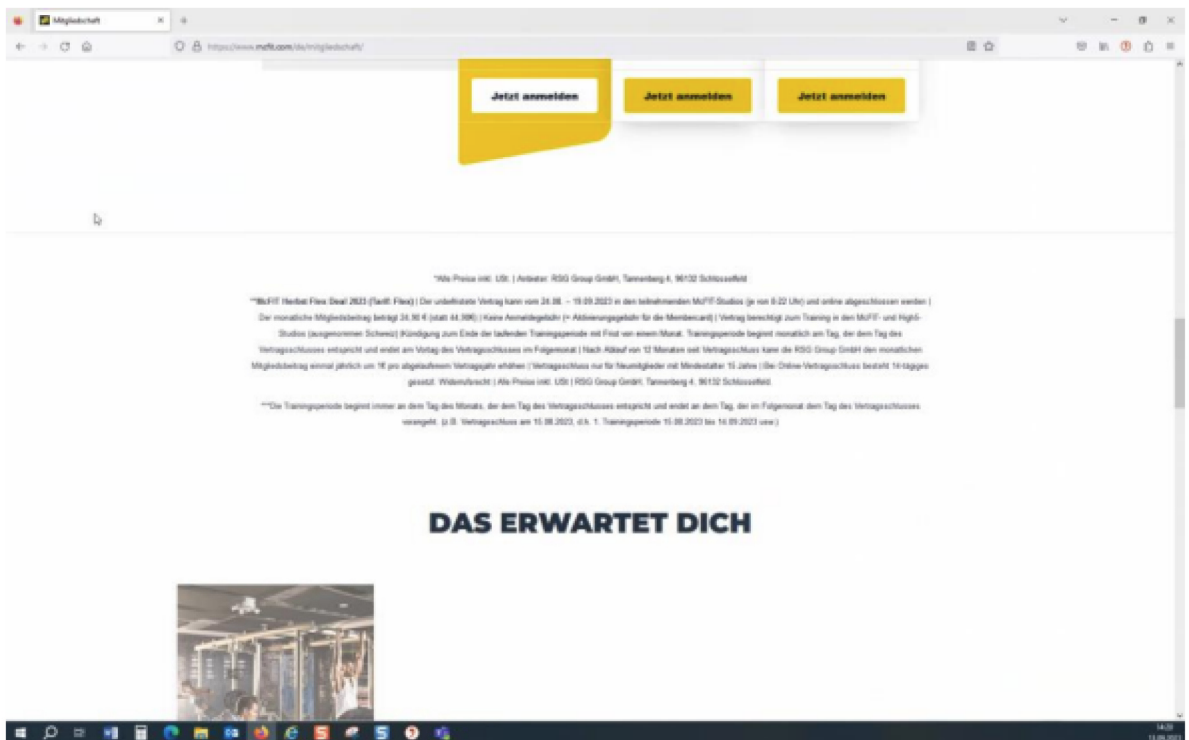 Mitgliedschaft
https://www.mcfit.com/de/mitgliedschaft/
Jetzt anmelden Jetzt anmelden Jetzt anmelden
*Alle Preise inkl. USt. | Anbieter: RSG Group GmbH, Tannenberg 4, 96132 Schlüsselfeld
**McFIT Herbst Flex Deal 2023 (Tarif: Flex) | Der unbefristete Vertrag kann vom 24.08. – 19.09.2023 in den teilnehmenden McFIT-Studios (je von 8-22 Uhr) und online abgeschlossen werden |
Der monatliche Mitgliedsbeitrag beträgt 24,90 € (statt 44,90€) | Keine Anmeldegebühr (= Aktivierungsgebühr für die Membercard) | Vertrag berechtigt zum Training in den McFIT- und High5-
Studios (ausgenommen Schweiz) |Kündigung zum Ende der laufenden Trainingsperiode mit Frist von einem Monat. Trainingsperiode beginnt monatlich am Tag, der dem Tag des
Vertragsschlusses entspricht und endet am Vortag des Vertragsschlusses im Folgemonat | Nach Ablauf von 12 Monaten seit Vertragsschluss kann die RSG Group GmbH den monatlichen
Mitgliedsbeitrag einmal jährlich um 1€ pro abgelaufenem Vertragsjahr erhöhen | Vertragsschluss nur für Neumitglieder mit Mindestalter 15 Jahre | Bei Online-Vertragsschluss besteht 14-tägiges
gesetzl. Widerrufsrecht | Alle Preise inkl. USt | RSG Group GmbH, Tannenberg 4, 96132 Schlüsselfeld.
***Die Trainingsperiode beginnt immer an dem Tag des Monats, der dem Tag des Vertragsschlusses entspricht und endet an dem Tag, der im Folgemonat dem Tag des Vertragsschlusses
vorangeht. (z.B. Vertragsschluss am 15.08.2023, d.h. 1. Trainingsperiode 15.08.2023 bis 14.09.2023 usw.)
DAS ERWARTET DICH